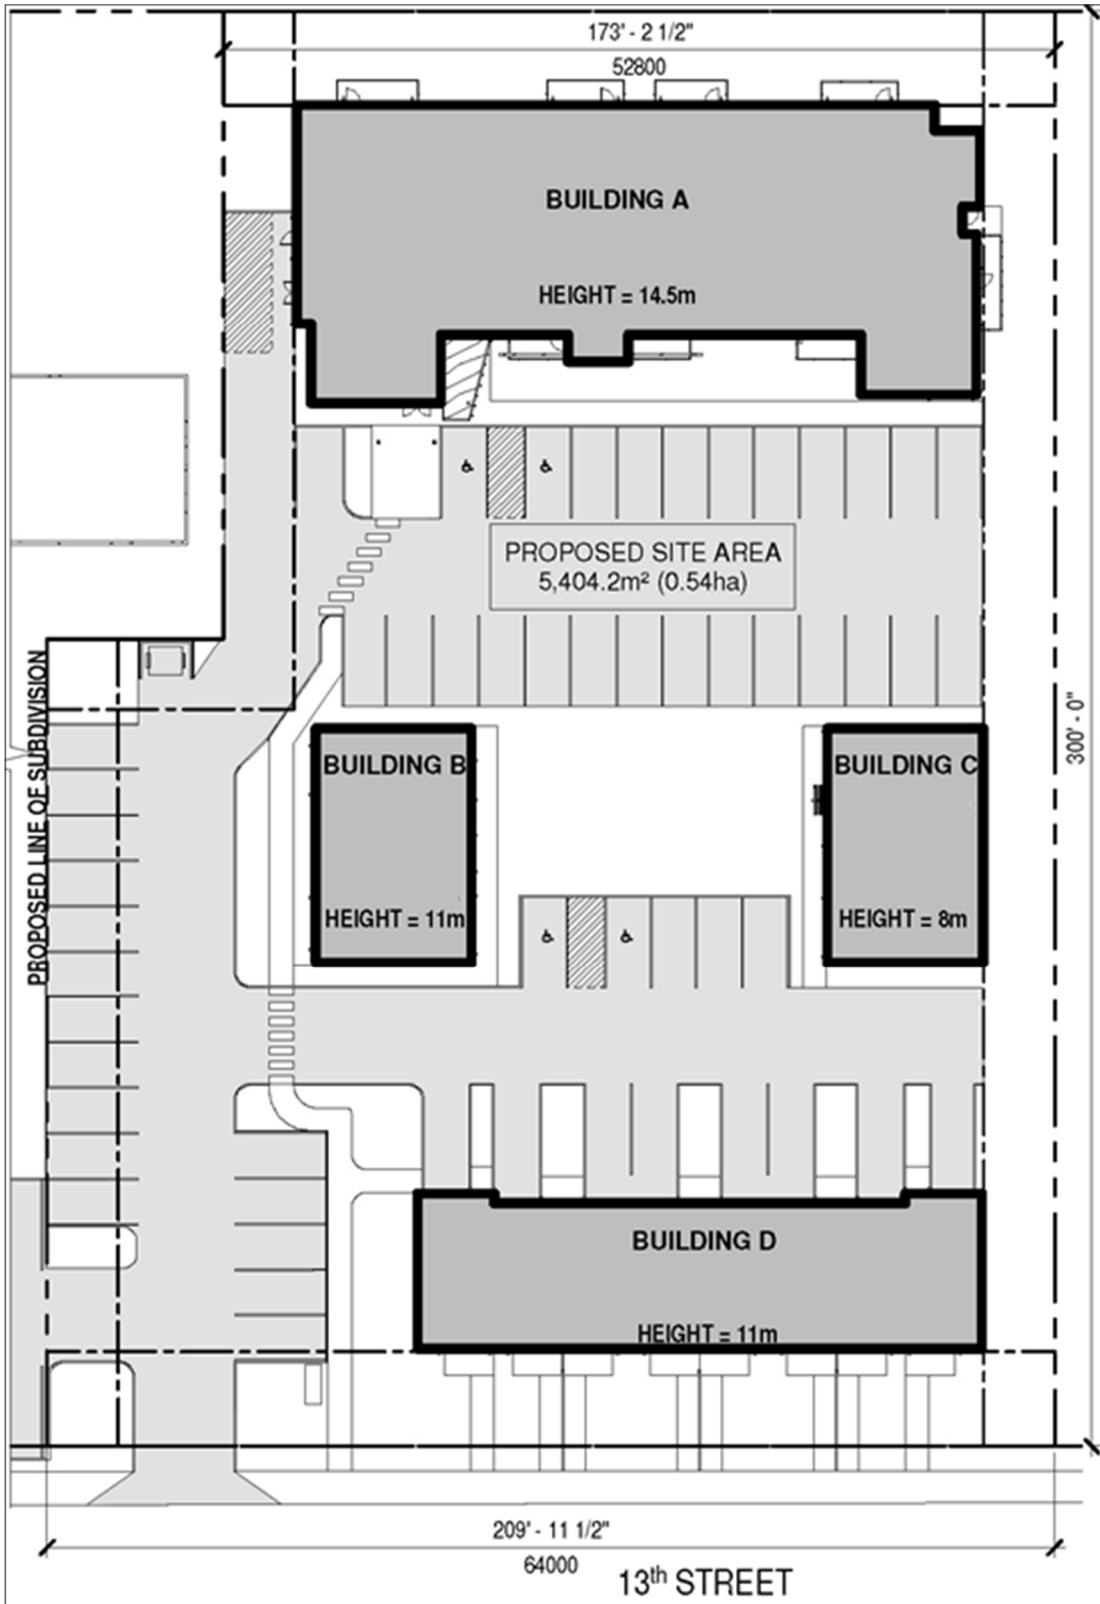 173' - 2 1/2"
52800
BUILDING A
HEIGHT = 14.5m
PROPOSED SITE AREA
5,404.2m² (0.54ha)
PROPOSED LINE OF SUBDIVISION
300' - 0"
BUILDING B
BUILDING C
HEIGHT = 11m
HEIGHT = 8m
BUILDING D
HEIGHT = 11m
209' - 11 1/2"
64000
13th STREET